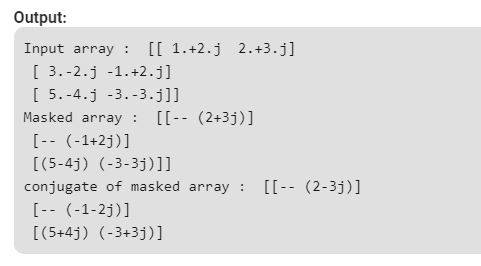 Output:
Input array :  [[ 1.+2.j  2.+3.j]
 [ 3.-2.j -1.+2.j]
 [ 5.-4.j -3.-3.j]]
Masked array :  [[-- (2+3j)]
 [-- (-1+2j)]
 [(5-4j) (-3-3j)]]
conjugate of masked array :  [[-- (2-3j)]
 [-- (-1-2j)]
 [(5+4j) (-3+3j)]